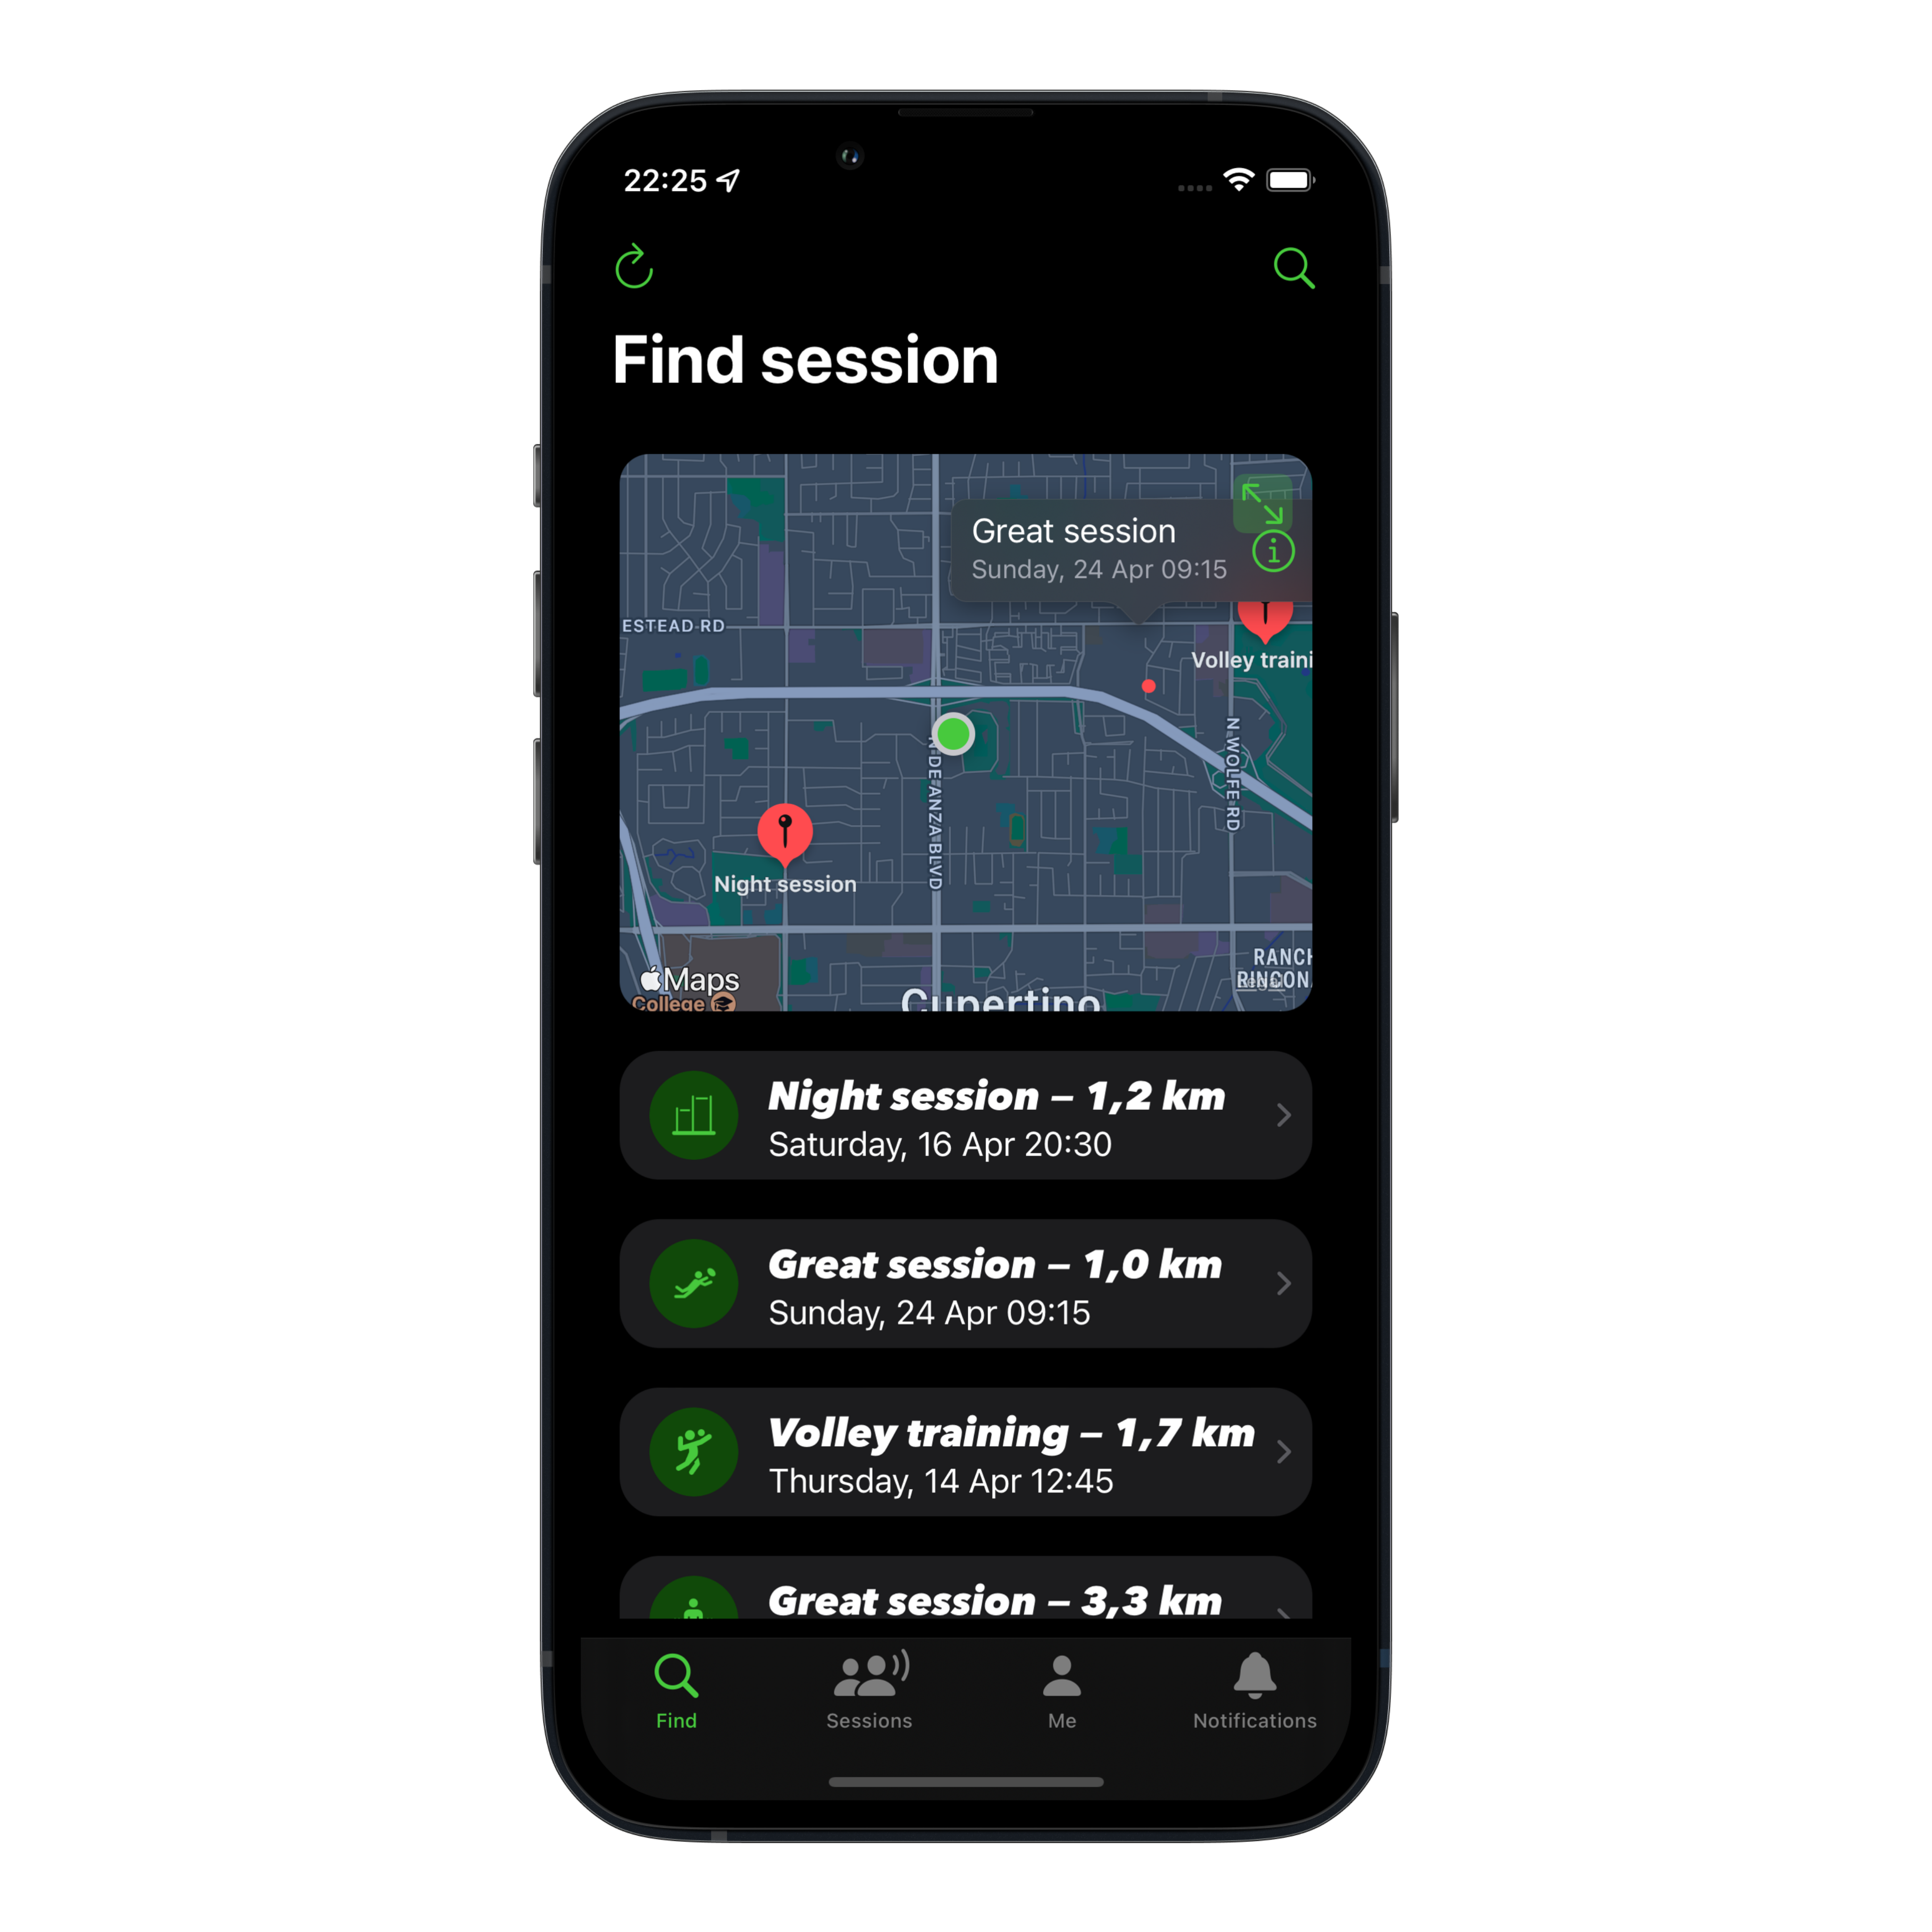 22:25
Find session
Great session
Sunday, 24 Apr 09:15
ESTEAD RD
Volley traini
N WOLFE RD
N DE ANZA BLVD
Night session
RANCH
RINCON
Maps
College
Cupertino
Night session – 1,2 km
Saturday, 16 Apr 20:30
Great session – 1,0 km
Sunday, 24 Apr 09:15
Volley training – 1,7 km
Thursday, 14 Apr 12:45
Great session – 3,3 km
Find
Sessions
Me
Notifications